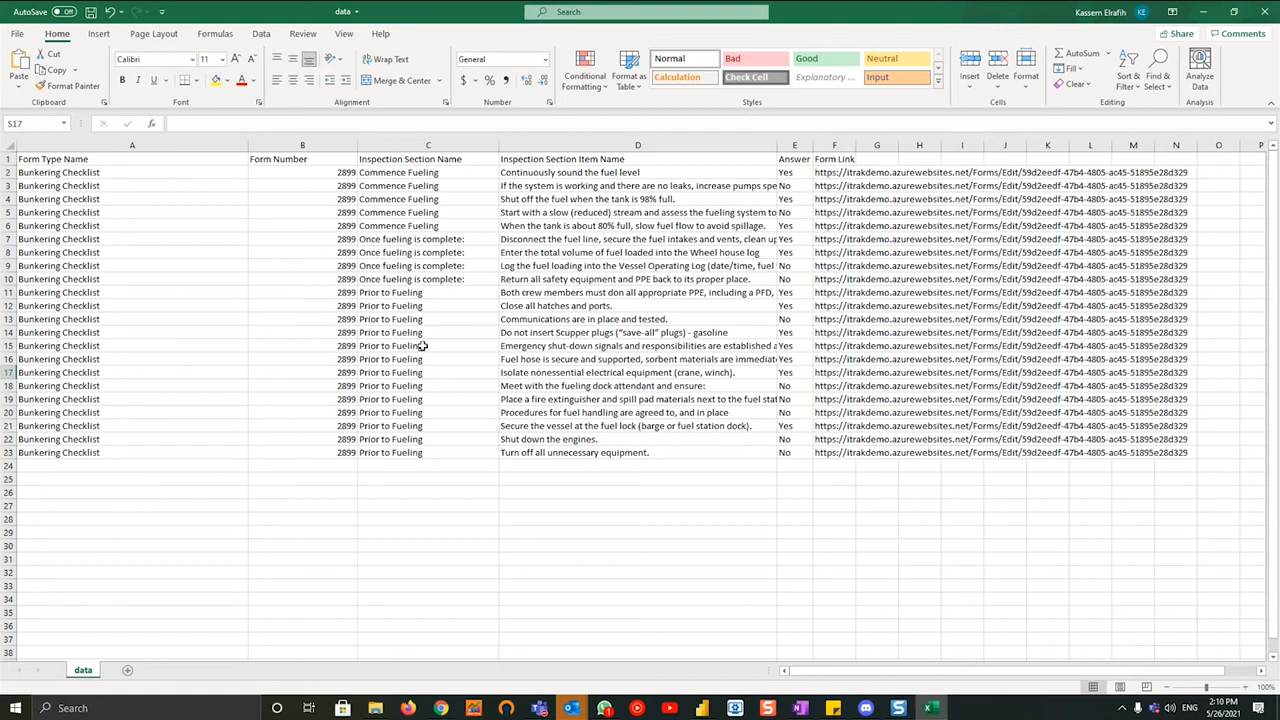 AutoSave Off data Search Kassem Elrafih KE
File Home Insert Page Layout Formulas Data Review View Help Share Comments
Paste Cut Copy Format Painter Clipboard
Calibri 11 B I U A Font
Wrap Text Merge & Center Alignment
General $ % Number
Conditional Formatting Format as Table
Normal Bad Good Neutral
Calculation Check Cell Explanatory ... Input
Styles
Insert Delete Format Cells
AutoSum Fill Clear Sort & Filter Find & Select Editing
Analyze Data Analysis
S17 fx
A B C D E F G H I J K L M N O P
1 Form Type Name Form Number Inspection Section Name Inspection Section Item Name Answer Form Link
2 Bunkering Checklist 2899 Commence Fueling Continuously sound the fuel level Yes https://itrakdemo.azurewebsites.net/Forms/Edit/59d2eedf-47b4-4805-ac45-51895e28d329
3 Bunkering Checklist 2899 Commence Fueling If the system is working and there are no leaks, increase pumps spe No https://itrakdemo.azurewebsites.net/Forms/Edit/59d2eedf-47b4-4805-ac45-51895e28d329
4 Bunkering Checklist 2899 Commence Fueling Shut off the fuel when the tank is 98% full. Yes https://itrakdemo.azurewebsites.net/Forms/Edit/59d2eedf-47b4-4805-ac45-51895e28d329
5 Bunkering Checklist 2899 Commence Fueling Start with a slow (reduced) stream and assess the fueling system to No https://itrakdemo.azurewebsites.net/Forms/Edit/59d2eedf-47b4-4805-ac45-51895e28d329
6 Bunkering Checklist 2899 Commence Fueling When the tank is about 80% full, slow fuel flow to avoid spillage. Yes https://itrakdemo.azurewebsites.net/Forms/Edit/59d2eedf-47b4-4805-ac45-51895e28d329
7 Bunkering Checklist 2899 Once fueling is complete: Disconnect the fuel line, secure the fuel intakes and vents, clean up Yes https://itrakdemo.azurewebsites.net/Forms/Edit/59d2eedf-47b4-4805-ac45-51895e28d329
8 Bunkering Checklist 2899 Once fueling is complete: Enter the total volume of fuel loaded into the Wheel house log Yes https://itrakdemo.azurewebsites.net/Forms/Edit/59d2eedf-47b4-4805-ac45-51895e28d329
9 Bunkering Checklist 2899 Once fueling is complete: Log the fuel loading into the Vessel Operating Log (date/time, fuel No https://itrakdemo.azurewebsites.net/Forms/Edit/59d2eedf-47b4-4805-ac45-51895e28d329
10 Bunkering Checklist 2899 Once fueling is complete: Return all safety equipment and PPE back to its proper place. No https://itrakdemo.azurewebsites.net/Forms/Edit/59d2eedf-47b4-4805-ac45-51895e28d329
11 Bunkering Checklist 2899 Prior to Fueling Both crew members must don all appropriate PPE, including a PFD, Yes https://itrakdemo.azurewebsites.net/Forms/Edit/59d2eedf-47b4-4805-ac45-51895e28d329
12 Bunkering Checklist 2899 Prior to Fueling Close all hatches and ports. Yes https://itrakdemo.azurewebsites.net/Forms/Edit/59d2eedf-47b4-4805-ac45-51895e28d329
13 Bunkering Checklist 2899 Prior to Fueling Communications are in place and tested. No https://itrakdemo.azurewebsites.net/Forms/Edit/59d2eedf-47b4-4805-ac45-51895e28d329
14 Bunkering Checklist 2899 Prior to Fueling Do not insert Scupper plugs (“save-all” plugs) - gasoline Yes https://itrakdemo.azurewebsites.net/Forms/Edit/59d2eedf-47b4-4805-ac45-51895e28d329
15 Bunkering Checklist 2899 Prior to Fueling Emergency shut-down signals and responsibilities are established a Yes https://itrakdemo.azurewebsites.net/Forms/Edit/59d2eedf-47b4-4805-ac45-51895e28d329
16 Bunkering Checklist 2899 Prior to Fueling Fuel hose is secure and supported, sorbent materials are immediat Yes https://itrakdemo.azurewebsites.net/Forms/Edit/59d2eedf-47b4-4805-ac45-51895e28d329
17 Bunkering Checklist 2899 Prior to Fueling Isolate nonessential electrical equipment (crane, winch). Yes https://itrakdemo.azurewebsites.net/Forms/Edit/59d2eedf-47b4-4805-ac45-51895e28d329
18 Bunkering Checklist 2899 Prior to Fueling Meet with the fueling dock attendant and ensure: No https://itrakdemo.azurewebsites.net/Forms/Edit/59d2eedf-47b4-4805-ac45-51895e28d329
19 Bunkering Checklist 2899 Prior to Fueling Place a fire extinguisher and spill pad materials next to the fuel stat No https://itrakdemo.azurewebsites.net/Forms/Edit/59d2eedf-47b4-4805-ac45-51895e28d329
20 Bunkering Checklist 2899 Prior to Fueling Procedures for fuel handling are agreed to, and in place No https://itrakdemo.azurewebsites.net/Forms/Edit/59d2eedf-47b4-4805-ac45-51895e28d329
21 Bunkering Checklist 2899 Prior to Fueling Secure the vessel at the fuel lock (barge or fuel station dock). Yes https://itrakdemo.azurewebsites.net/Forms/Edit/59d2eedf-47b4-4805-ac45-51895e28d329
22 Bunkering Checklist 2899 Prior to Fueling Shut down the engines. No https://itrakdemo.azurewebsites.net/Forms/Edit/59d2eedf-47b4-4805-ac45-51895e28d329
23 Bunkering Checklist 2899 Prior to Fueling Turn off all unnecessary equipment. No https://itrakdemo.azurewebsites.net/Forms/Edit/59d2eedf-47b4-4805-ac45-51895e28d329
24
25
26
27
28
29
30
31
32
33
34
35
36
37
38
data
100%
Search
2:10 PM
5/26/2021